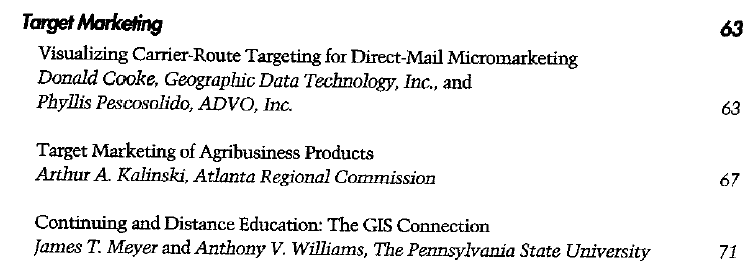 Target Marketing 63
Visualizing Carrier-Route Targeting for Direct-Mail Micromarketing
Donald Cooke, Geographic Data Technology, Inc., and
Phyllis Pescosolido, ADVO, Inc. 63
Target Marketing of Agribusiness Products
Arthur A. Kalinski, Atlanta Regional Commission 67
Continuing and Distance Education: The GIS Connection
James T. Meyer and Anthony V. Williams, The Pennsylvania State University 71